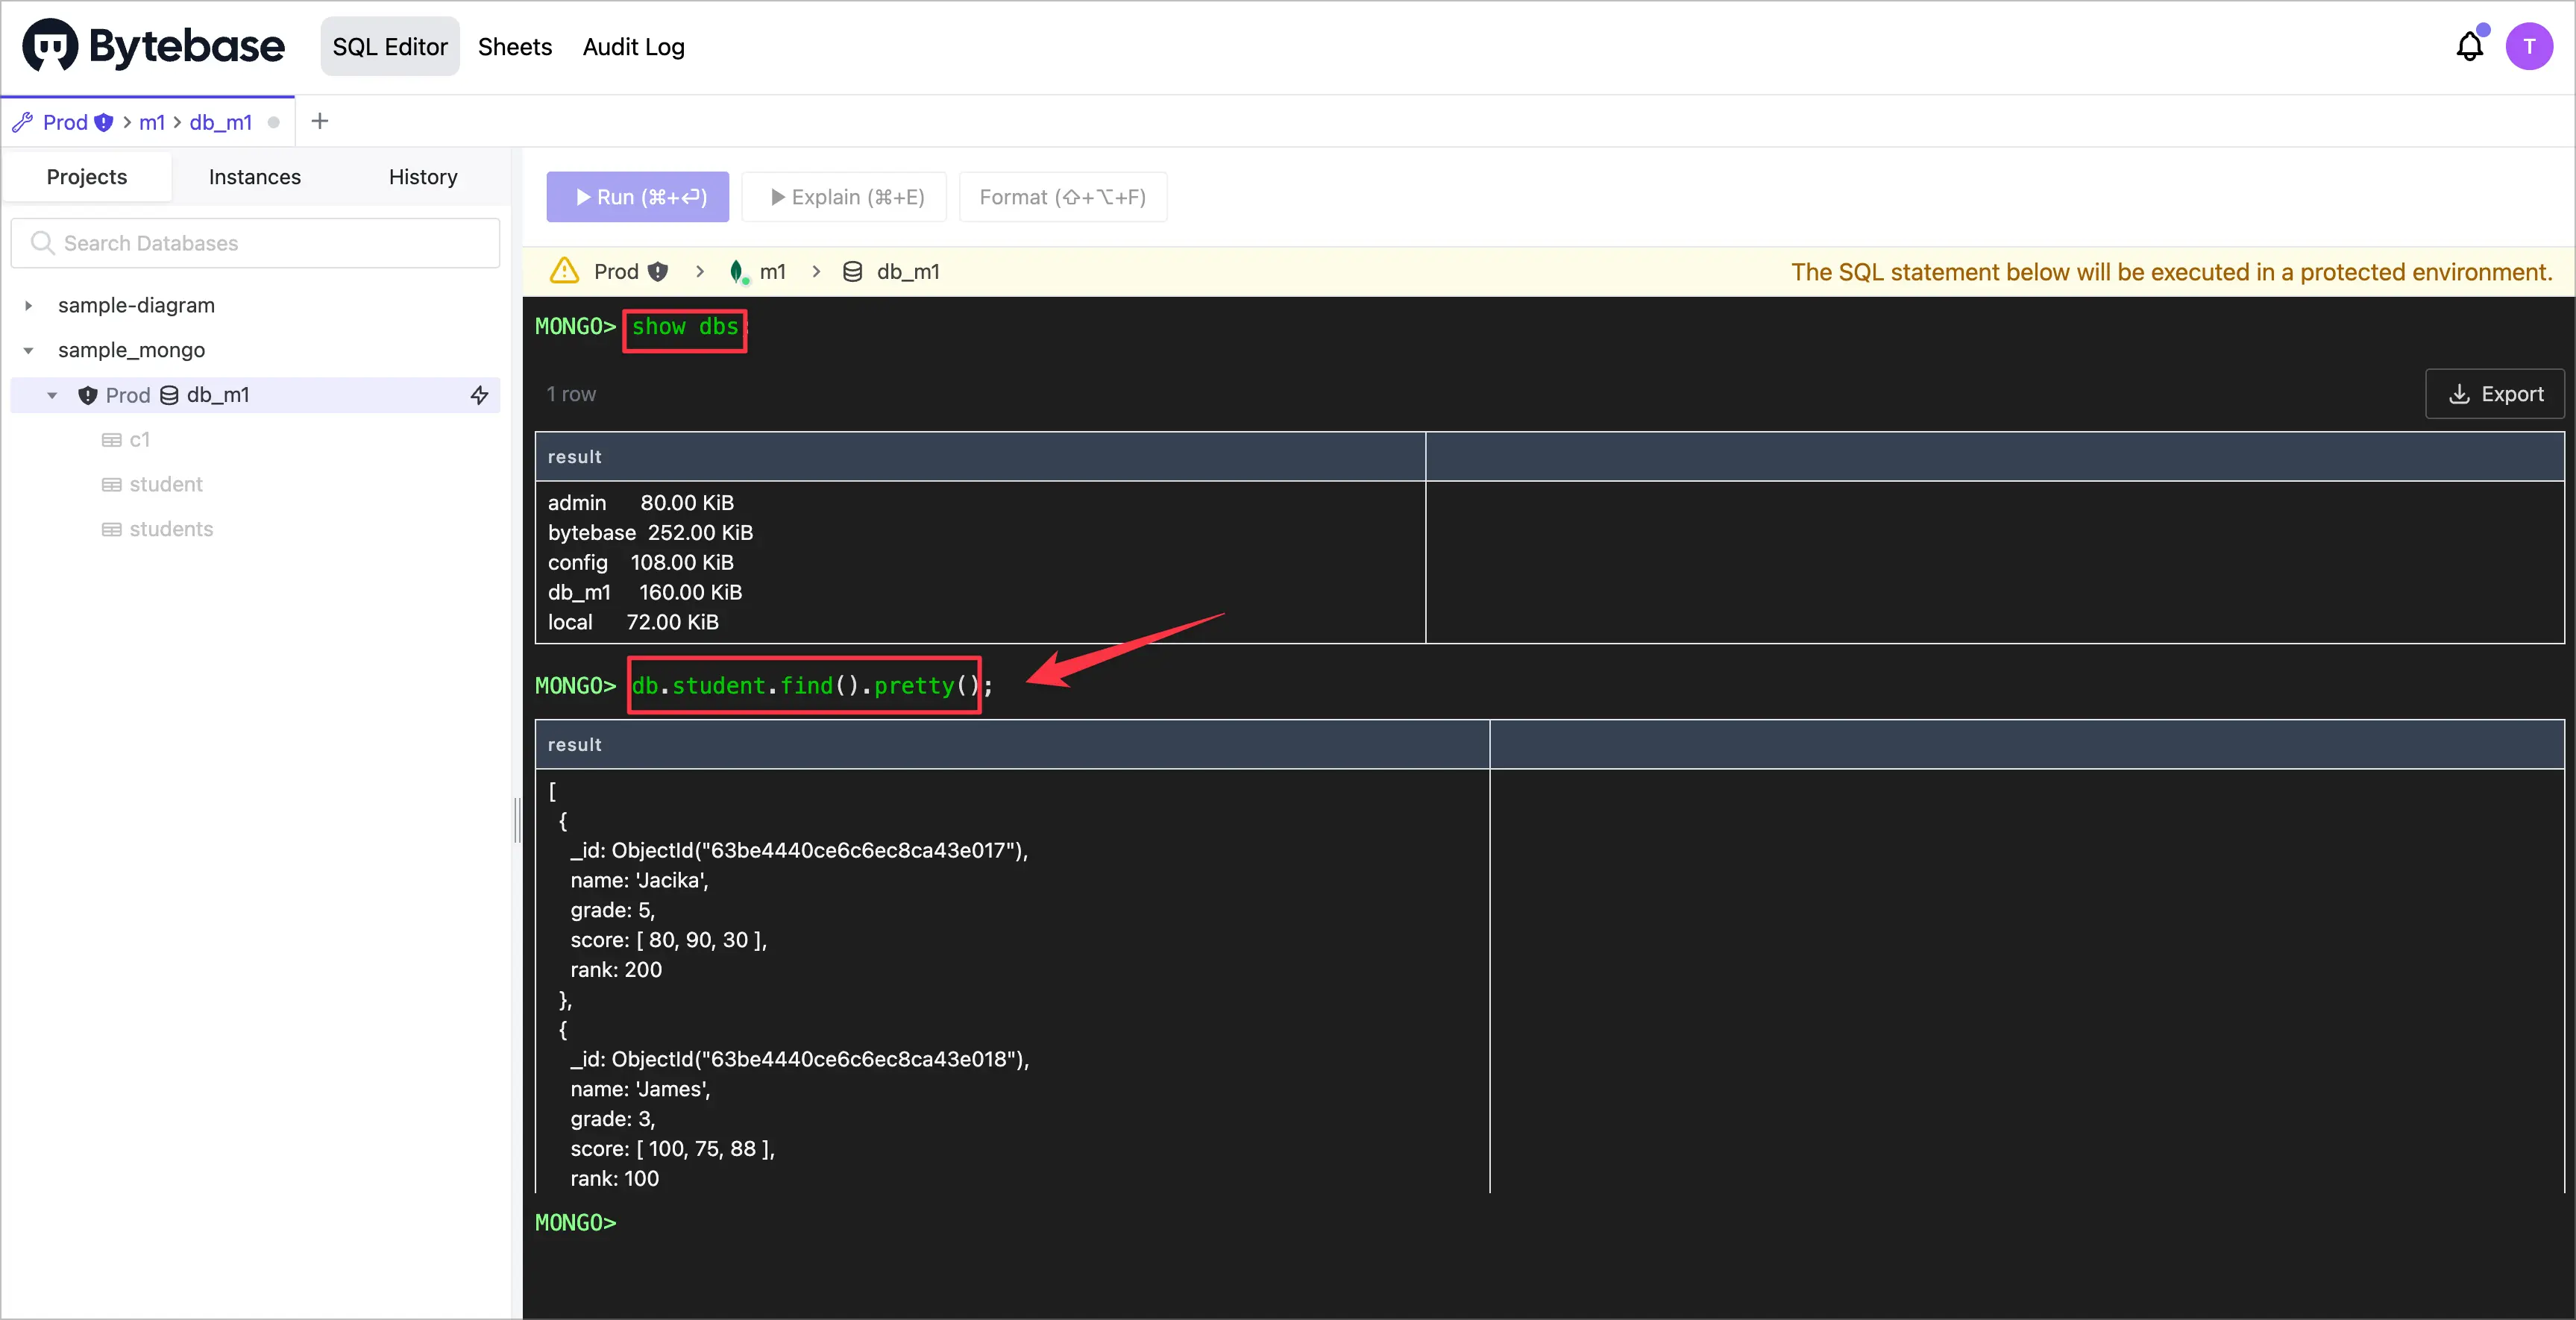 Bytebase SQL Editor Sheets Audit Log T
Prod > m1 > db_m1 +
Projects Instances History
Search Databases
sample-diagram
sample_mongo
Prod db_m1
c1
student
students
Run (⌘+⏎) Explain (⌘+E) Format (⇧+⌥+F)
Prod > m1 > db_m1 The SQL statement below will be executed in a protected environment.
MONGO> show dbs;
1 row Export
result
admin 80.00 KiB
bytebase 252.00 KiB
config 108.00 KiB
db_m1 160.00 KiB
local 72.00 KiB
MONGO> db.student.find().pretty();
result
[
{
_id: ObjectId("63be4440ce6c6ec8ca43e017"),
name: 'Jacika',
grade: 5,
score: [ 80, 90, 30 ],
rank: 200
},
{
_id: ObjectId("63be4440ce6c6ec8ca43e018"),
name: 'James',
grade: 3,
score: [ 100, 75, 88 ],
rank: 100
MONGO>